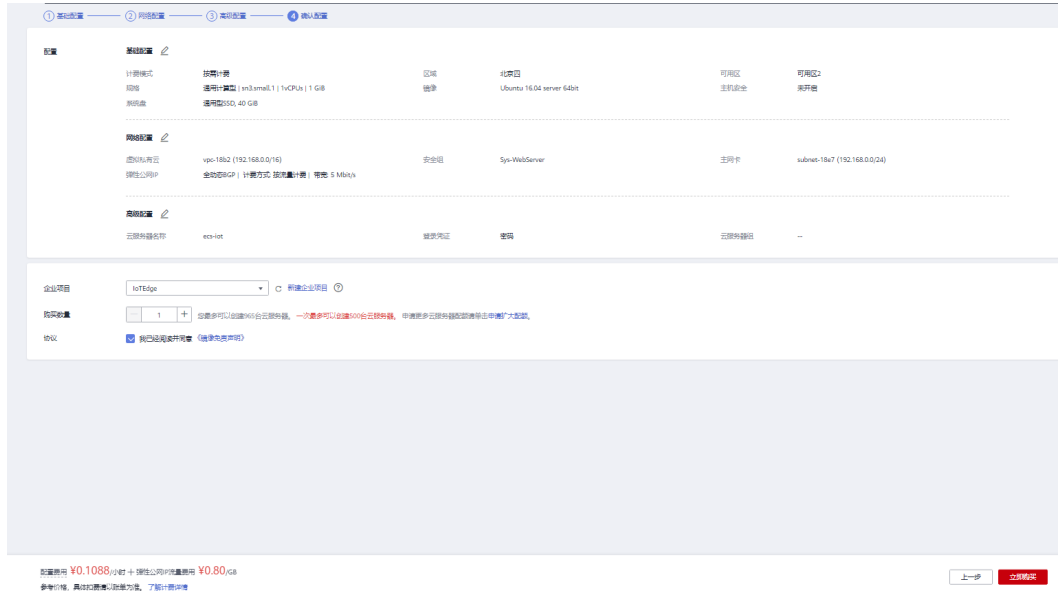 1 基础配置 2 网络配置 3 高级配置 4 确认配置
配置 基础配置
计费模式 按需计费 区域 北京四 可用区 可用区2
规格 通用计算型 | sn3.small.1 | 1vCPUs | 1 GiB 镜像 Ubuntu 16.04 server 64bit 主机安全 未开启
系统盘 通用型SSD, 40 GiB
网络配置
虚拟私有云 vpc-18b2 (192.168.0.0/16) 安全组 Sys-WebServer 主网卡 subnet-18e7 (192.168.0.0/24)
弹性公网IP 全动态BGP | 计费方式: 按流量计费 | 带宽: 5 Mbit/s
高级配置
云服务器名称 ecs-iot 登录凭证 密码 云服务器组 --
企业项目 IoTEdge 新建企业项目 ?
购买数量 − 1 + 您最多可以创建965台云服务器。 一次最多可以创建500台云服务器。 申请更多云服务器配额请单击申请扩大配额。
协议 我已经阅读并同意 《镜像免责声明》
配置费用 ¥0.1088/小时 + 弹性公网IP流量费用 ¥0.80/GB
参考价格，具体扣费请以账单为准。 了解计费详情
上一步 立即购买